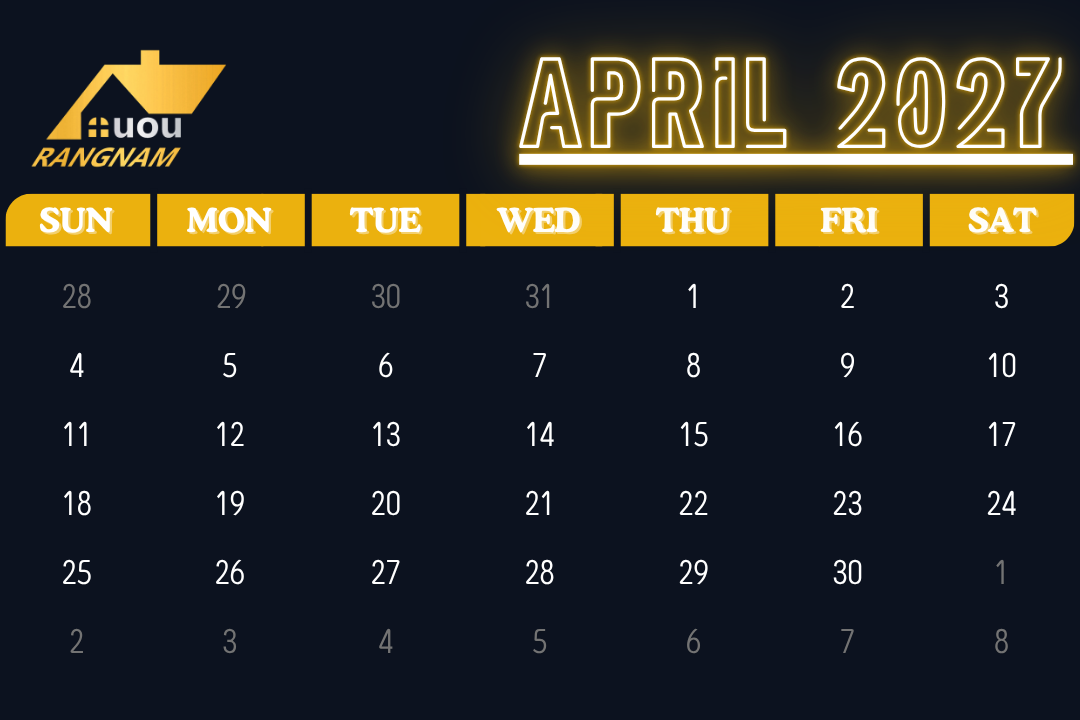 uou
RANGNAM
APRIL 2027
SUN MON TUE WED THU FRI SAT
28 29 30 31 1 2 3
4 5 6 7 8 9 10
11 12 13 14 15 16 17
18 19 20 21 22 23 24
25 26 27 28 29 30 1
2 3 4 5 6 7 8